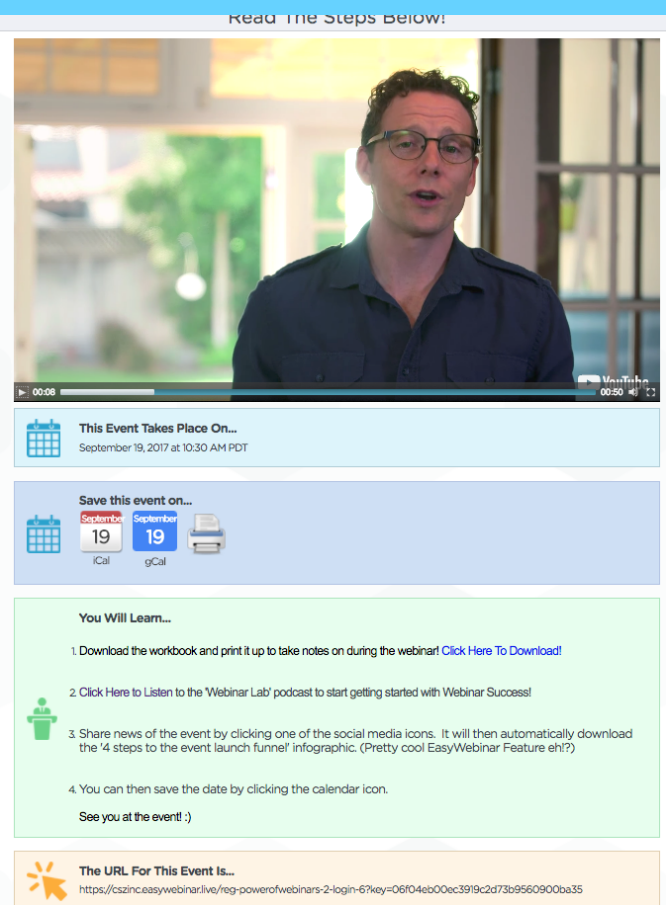 Read The Steps Below!
YouTube
00:08
00:50
This Event Takes Place On...
September 19, 2017 at 10:30 AM PDT
Save this event on...
September
19
iCal
September
19
gCal
You Will Learn...
1. Download the workbook and print it up to take notes on during the webinar! Click Here To Download!
2. Click Here to Listen to the 'Webinar Lab' podcast to start getting started with Webinar Success!
3. Share news of the event by clicking one of the social media icons. It will then automatically download
the '4 steps to the event launch funnel' infographic. (Pretty cool EasyWebinar Feature eh!?)
4. You can then save the date by clicking the calendar icon.
See you at the event! :)
The URL For This Event Is...
https://cszinc.easywebinar.live/reg-powerofwebinars-2-login-6?key=06f04eb00ec3919c2d73b9560900ba35